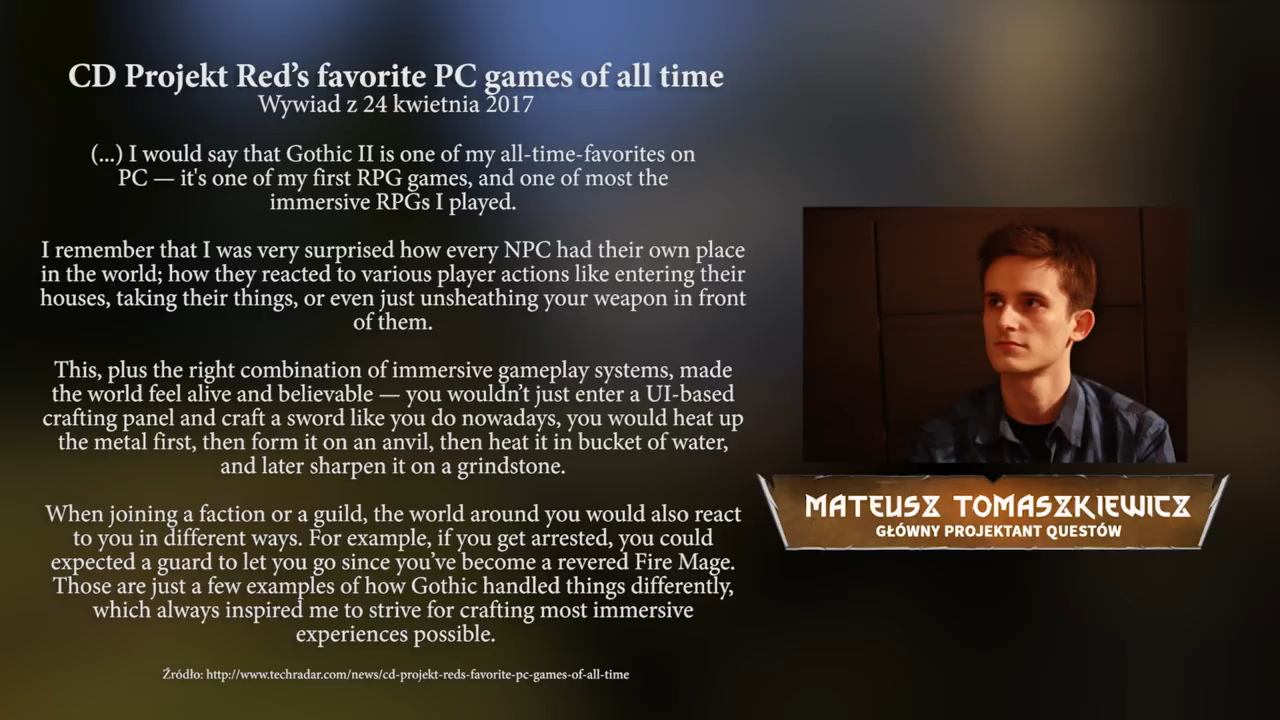 CD Projekt Red's favorite PC games of all time
Wywiad z 24 kwietnia 2017
(...) I would say that Gothic II is one of my all-time-favorites on
PC — it's one of my first RPG games, and one of most the
immersive RPGs I played.
I remember that I was very surprised how every NPC had their own place
in the world; how they reacted to various player actions like entering their
houses, taking their things, or even just unsheathing your weapon in front
of them.
This, plus the right combination of immersive gameplay systems, made
the world feel alive and believable — you wouldn't just enter a UI-based
crafting panel and craft a sword like you do nowadays, you would heat up
the metal first, then form it on an anvil, then heat it in bucket of water,
and later sharpen it on a grindstone.
When joining a faction or a guild, the world around you would also react
to you in different ways. For example, if you get arrested, you could
expected a guard to let you go since you've become a revered Fire Mage.
Those are just a few examples of how Gothic handled things differently,
which always inspired me to strive for crafting most immersive
experiences possible.
Źródło: http://www.techradar.com/news/cd-projekt-reds-favorite-pc-games-of-all-time
MATEUSZ TOMASZKIEWICZ
GŁÓWNY PROJEKTANT QUESTÓW